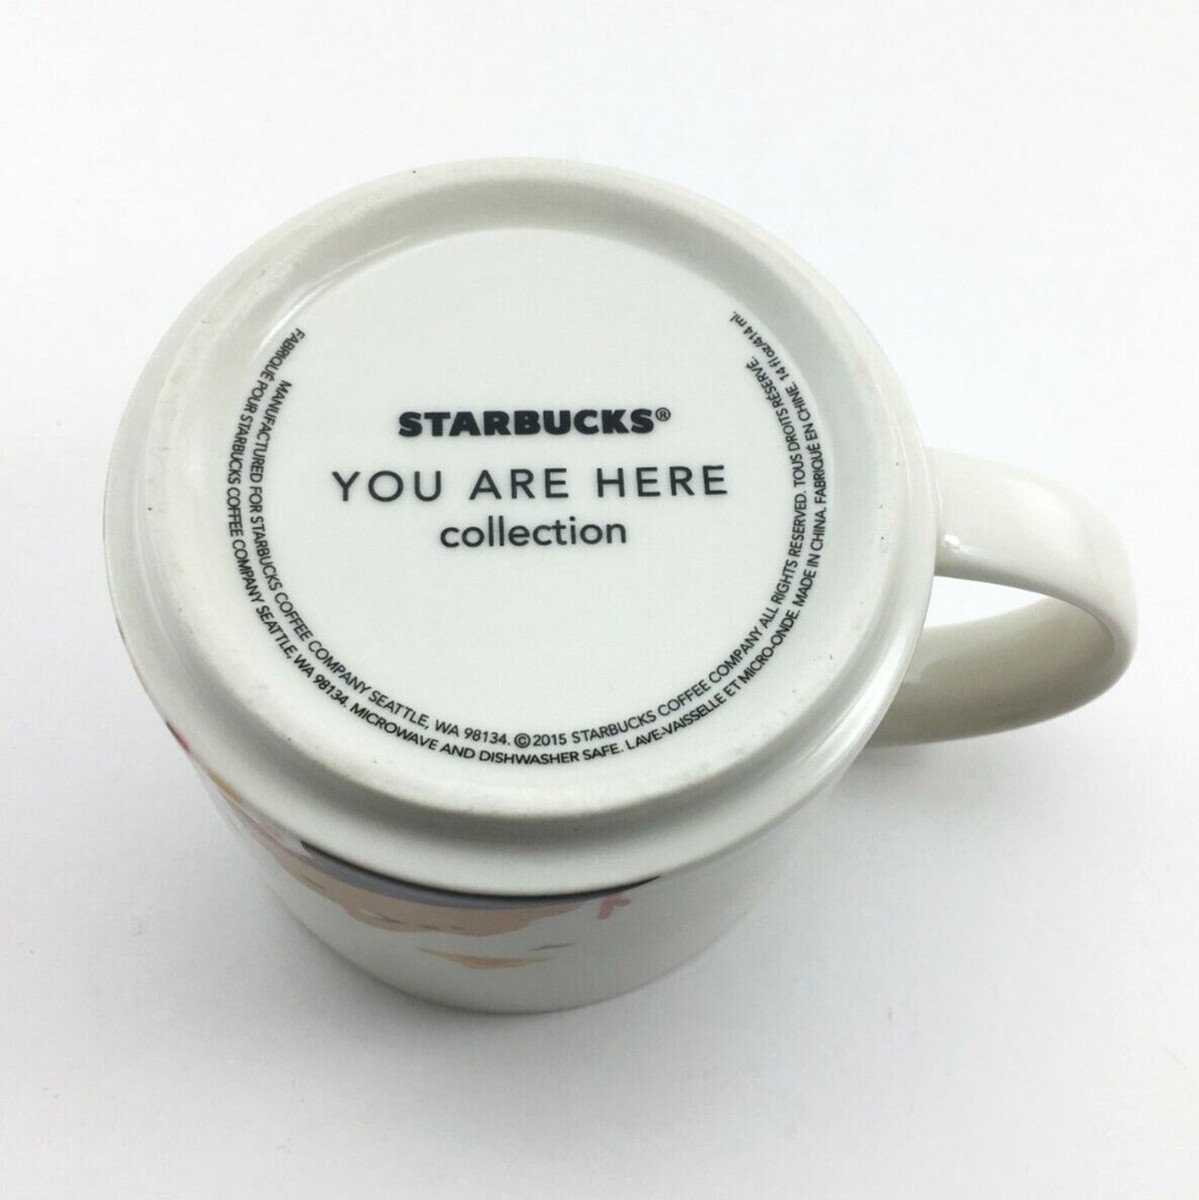 STARBUCKS®
YOU ARE HERE
collection
MANUFACTURED FOR STARBUCKS COFFEE COMPANY SEATTLE, WA 98134. ©2015 STARBUCKS COFFEE COMPANY ALL RIGHTS RESERVED. TOUS DROITS RESERVÉ.
FABRIQUÉ POUR STARBUCKS COFFEE COMPANY SEATTLE, WA 98134. MICROWAVE AND DISHWASHER SAFE. LAVE-VAISSELLE ET MICRO-ONDE. MADE IN CHINA. FABRIQUÉ EN CHINE. 14 fl oz/414 ml.